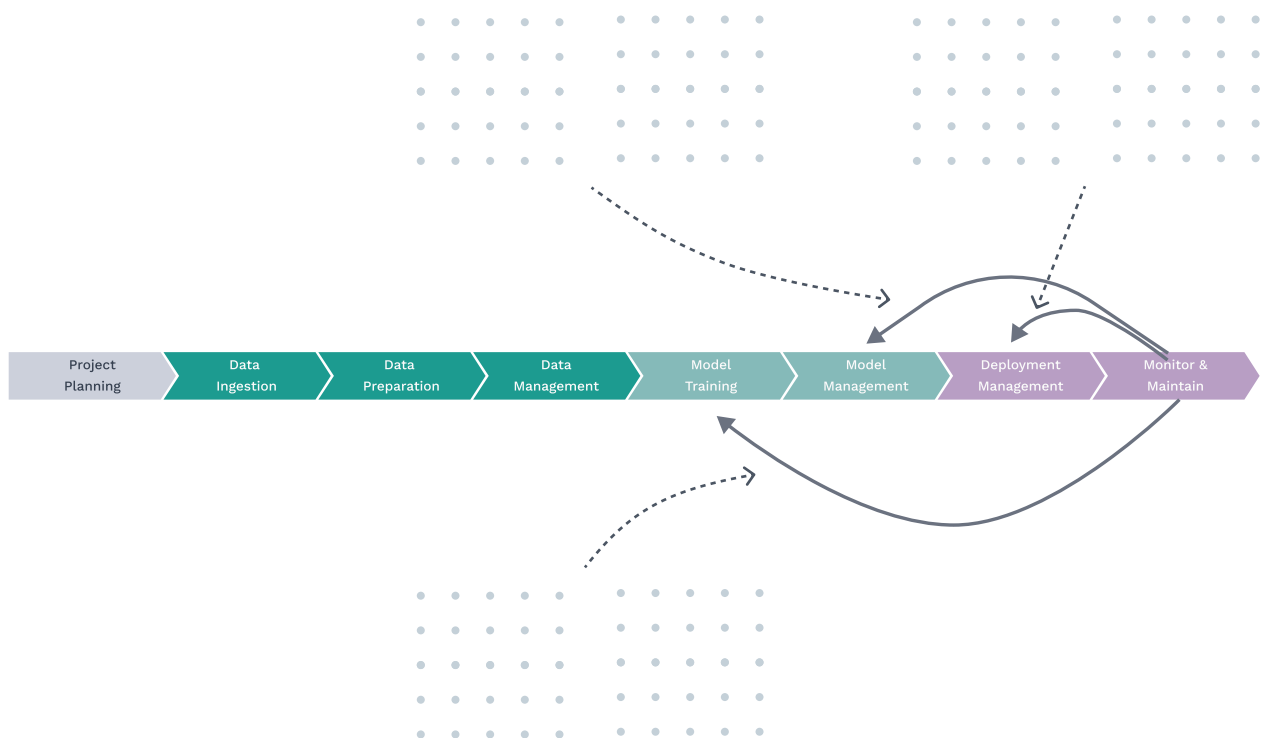 Project
Planning
Data
Ingestion
Data
Preparation
Data
Management
Model
Training
Model
Management
Deployment
Management
Monitor &
Maintain